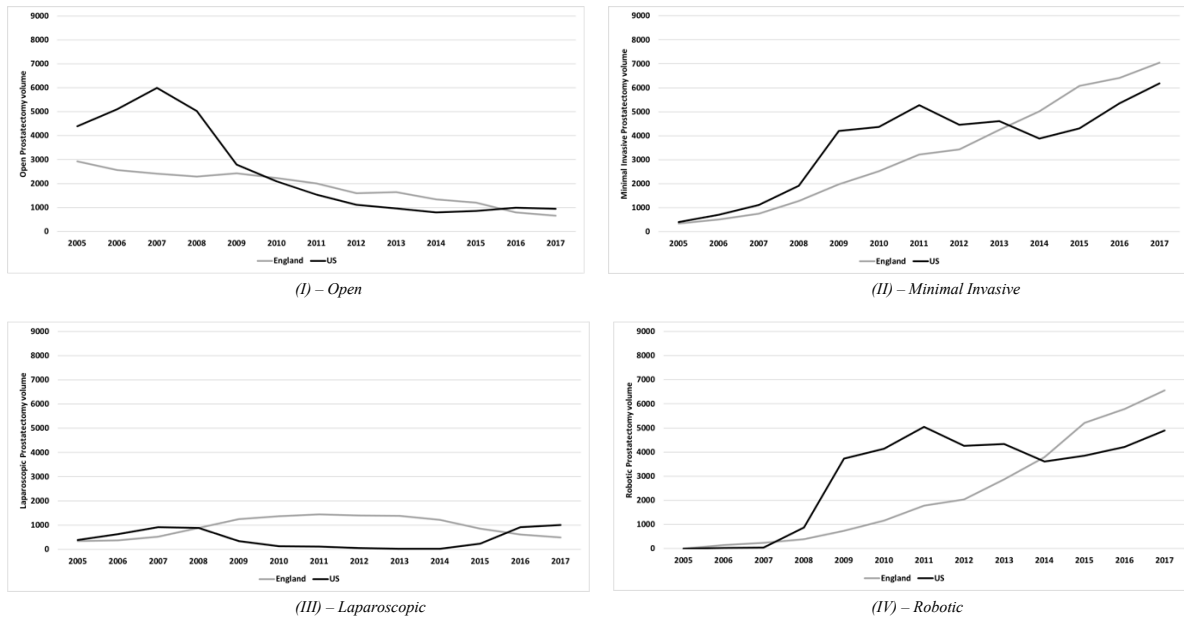 9000
8000
7000
6000
5000
4000
3000
2000
1000
0
Open Prostatectomy volume
2005 2006 2007 2008 2009 2010 2011 2012 2013 2014 2015 2016 2017
England US
(I) – Open
9000
8000
7000
6000
5000
4000
3000
2000
1000
0
Minimal Invasive Prostatectomy volume
2005 2006 2007 2008 2009 2010 2011 2012 2013 2014 2015 2016 2017
England US
(II) – Minimal Invasive
9000
8000
7000
6000
5000
4000
3000
2000
1000
0
Laparoscopic Prostatectomy volume
2005 2006 2007 2008 2009 2010 2011 2012 2013 2014 2015 2016 2017
England US
(III) – Laparoscopic
9000
8000
7000
6000
5000
4000
3000
2000
1000
0
Robotic Prostatectomy volume
2005 2006 2007 2008 2009 2010 2011 2012 2013 2014 2015 2016 2017
England US
(IV) – Robotic